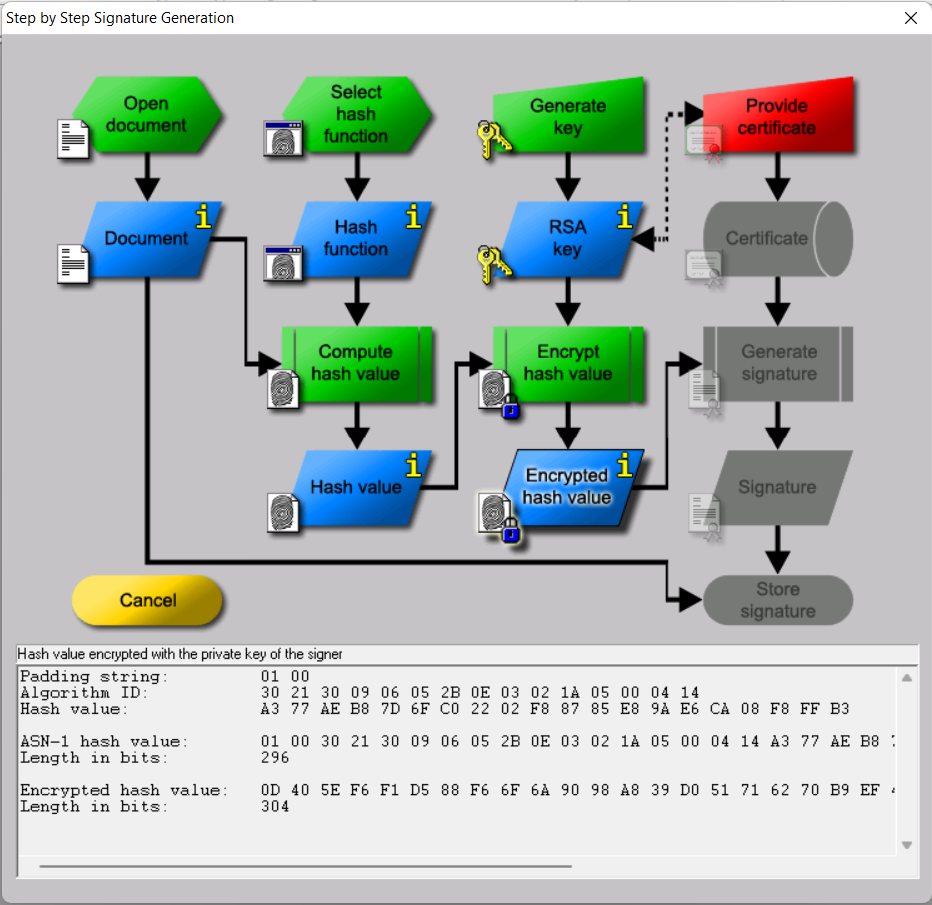 Step by Step Signature Generation
Open
document
Select
hash
function
Generate
key
Provide
certificate
Document
Hash
function
RSA
key
Certificate
Compute
hash value
Encrypt
hash value
Generate
signature
Hash value
Encrypted
hash value
Signature
Cancel
Store
signature
Hash value encrypted with the private key of the signer
Padding string: 01 00
Algorithm ID: 30 21 30 09 06 05 2B 0E 03 02 1A 05 00 04 14
Hash value: A3 77 AE B8 7D 6F C0 22 02 F8 87 85 E8 9A E6 CA 08 F8 FF B3
ASN-1 hash value: 01 00 30 21 30 09 06 05 2B 0E 03 02 1A 05 00 04 14 A3 77 AE B8
Length in bits: 296
Encrypted hash value: 0D 40 5E F6 F1 D5 88 F6 6F 6A 90 98 A8 39 D0 51 71 62 70 B9 EF
Length in bits: 304